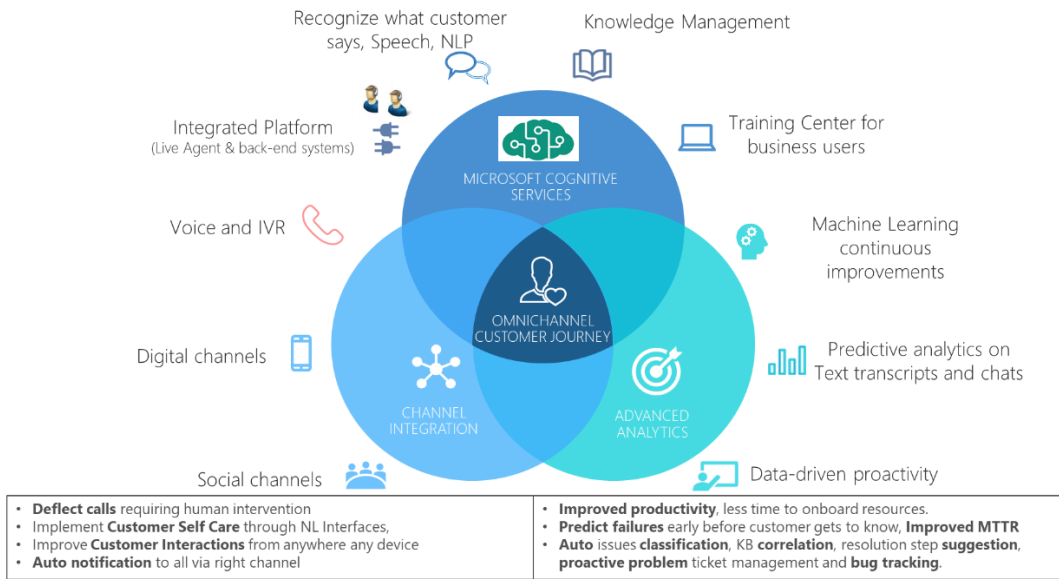 Recognize what customer
says, Speech, NLP
Knowledge Management
Integrated Platform
(Live Agent & back-end systems)
Training Center for
business users
MICROSOFT COGNITIVE
SERVICES
Voice and IVR
Machine Learning
continuous
improvements
OMNICHANNEL
CUSTOMER JOURNEY
Digital channels
Predictive analytics on
Text transcripts and chats
CHANNEL
INTEGRATION
ADVANCED
ANALYTICS
Social channels
Data-driven proactivity
• Deflect calls requiring human intervention
• Implement Customer Self Care through NL Interfaces,
• Improve Customer Interactions from anywhere any device
• Auto notification to all via right channel
• Improved productivity, less time to onboard resources.
• Predict failures early before customer gets to know, Improved MTTR
• Auto issues classification, KB correlation, resolution step suggestion,
proactive problem ticket management and bug tracking.